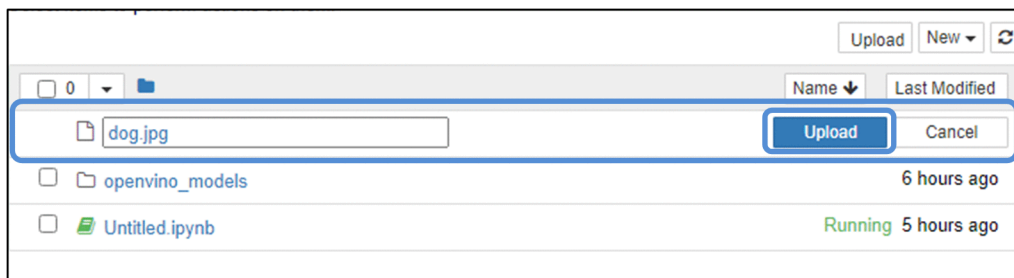 Upload New
0 Name Last Modified
dog.jpg Upload Cancel
openvino_models 6 hours ago
Untitled.ipynb Running 5 hours ago